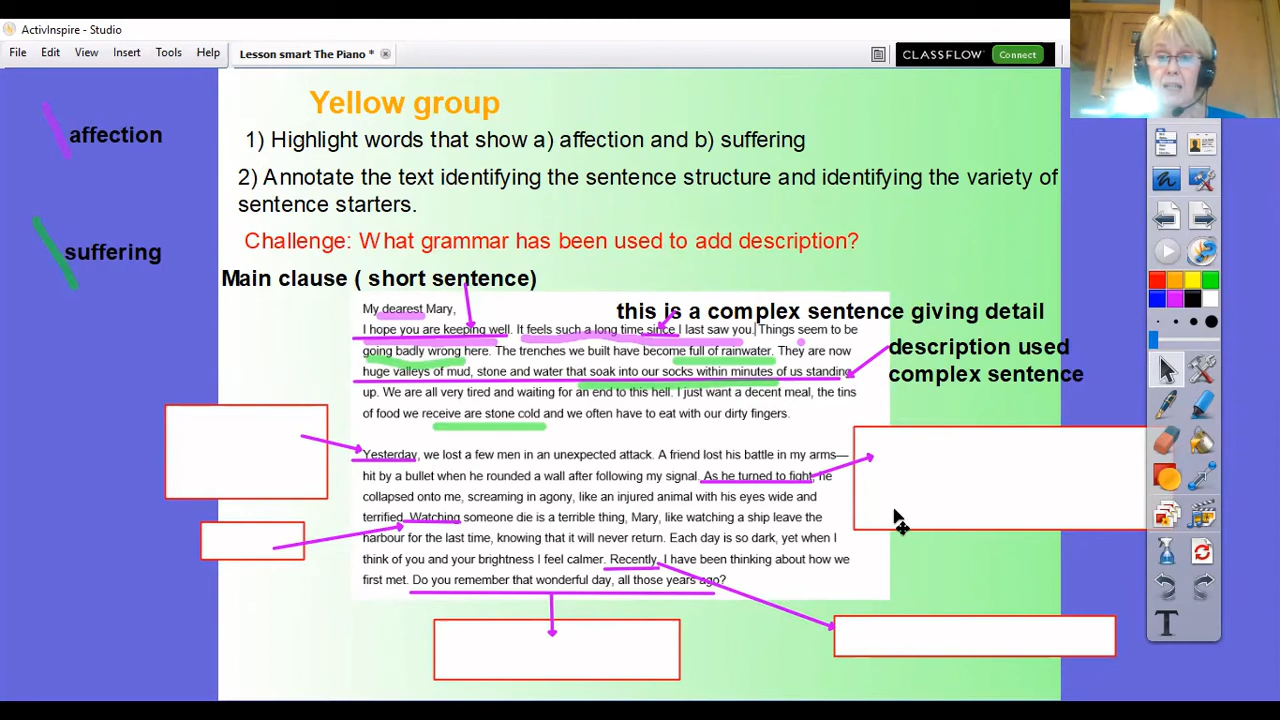 ActivInspire - Studio
File Edit View Insert Tools Help
Lesson smart The Piano *
CLASSFLOW Connect
Yellow group
affection
1) Highlight words that show a) affection and b) suffering
2) Annotate the text identifying the sentence structure and identifying the variety of
sentence starters.
suffering
Challenge: What grammar has been used to add description?
Main clause ( short sentence)
this is a complex sentence giving detail
description used
complex sentence
My dearest Mary,
I hope you are keeping well. It feels such a long time since I last saw you. Things seem to be
going badly wrong here. The trenches we built have become full of rainwater. They are now
huge valleys of mud, stone and water that soak into our socks within minutes of us standing
up. We are all very tired and waiting for an end to this hell. I just want a decent meal, the tins
of food we receive are stone cold and we often have to eat with our dirty fingers.
Yesterday, we lost a few men in an unexpected attack. A friend lost his battle in my arms—
hit by a bullet when he rounded a wall after following my signal. As he turned to fight, he
collapsed onto me, screaming in agony, like an injured animal with his eyes wide and
terrified. Watching someone die is a terrible thing, Mary, like watching a ship leave the
harbour for the last time, knowing that it will never return. Each day is so dark, yet when I
think of you and your brightness I feel calmer. Recently, I have been thinking about how we
first met. Do you remember that wonderful day, all those years ago?
T